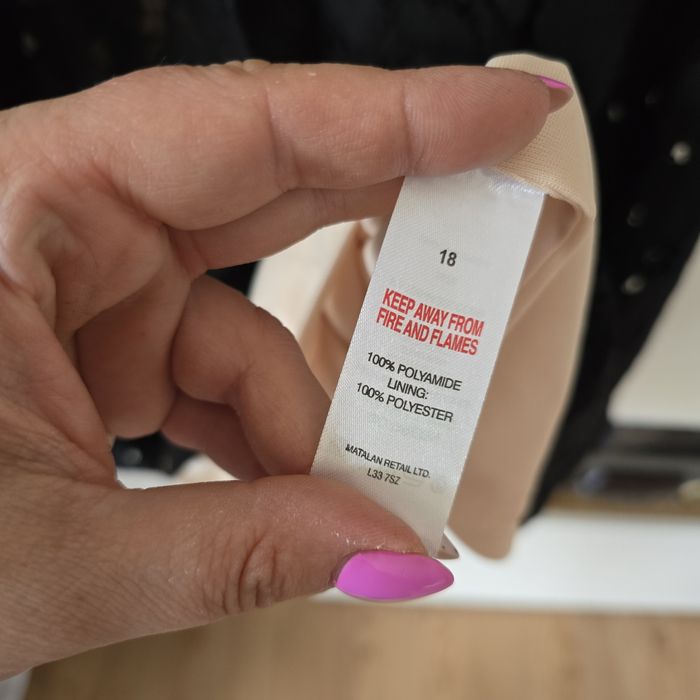 18
KEEP AWAY FROM
FIRE AND FLAMES
100% POLYAMIDE
LINING:
100% POLYESTER
MATALAN RETAIL LTD.
L33 7SZ